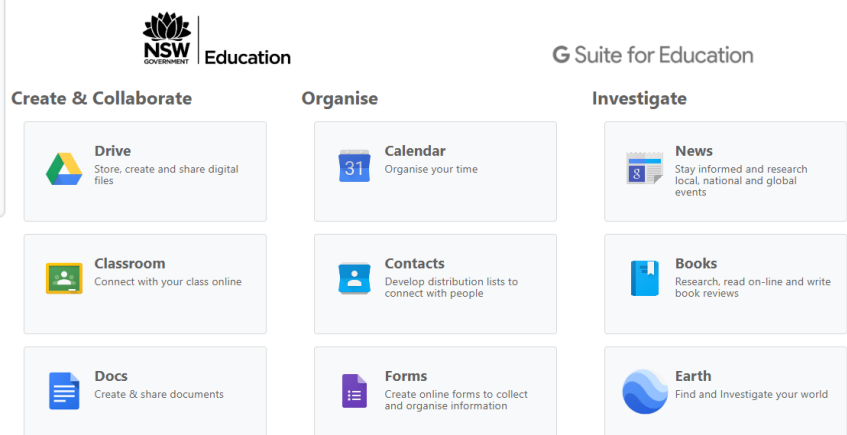 NSW
GOVERNMENT
Education
G Suite for Education
Create & Collaborate
Drive
Store, create and share digital
files
Classroom
Connect with your class online
Docs
Create & share documents
Organise
31
Calendar
Organise your time
Contacts
Develop distribution lists to
connect with people
Forms
Create online forms to collect
and organise information
Investigate
8
News
Stay informed and research
local, national and global
events
Books
Research, read on-line and write
book reviews
Earth
Find and Investigate your world